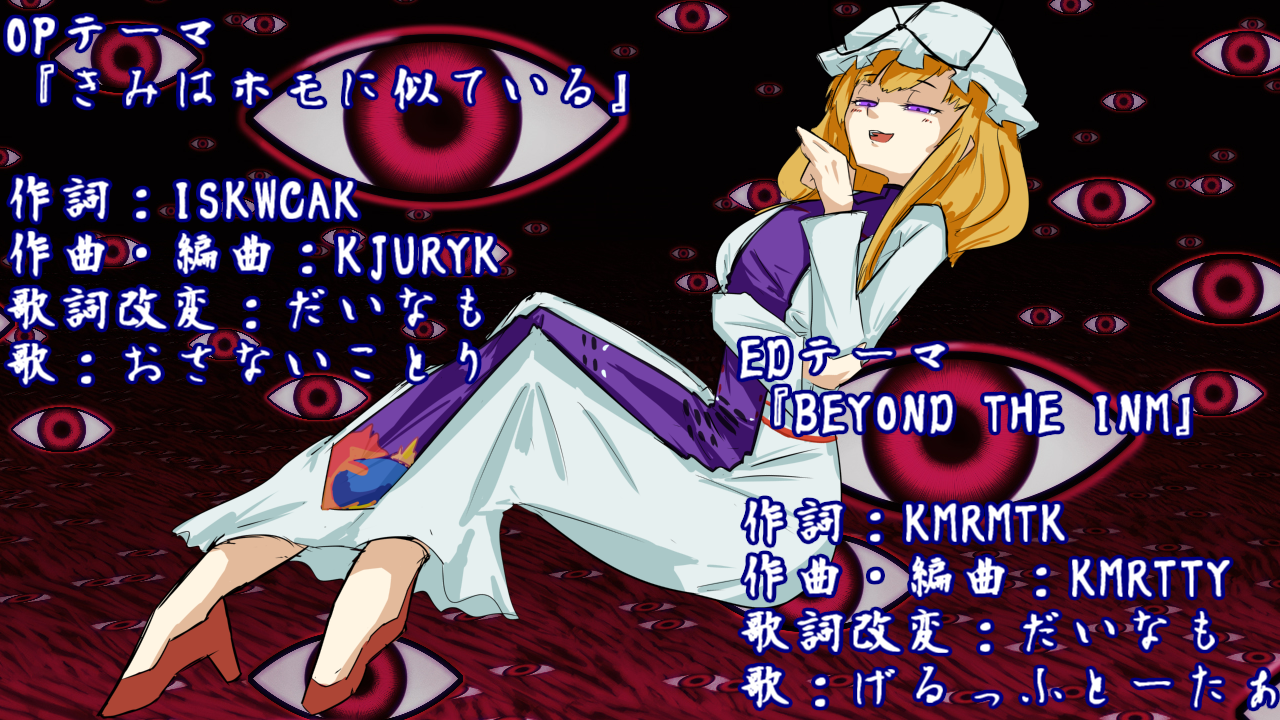 OPテーマ
『きみはホモに似ている』
作詞：ISKWCAK
作曲・編曲：KJURYK
歌詞改変：だいなも
歌：おさないことり
EDテーマ
『BEYOND THE INM』
作詞：KMRMTK
作曲・編曲：KMRTTY
歌詞改変：だいなも
歌：げるっふとーたぁ